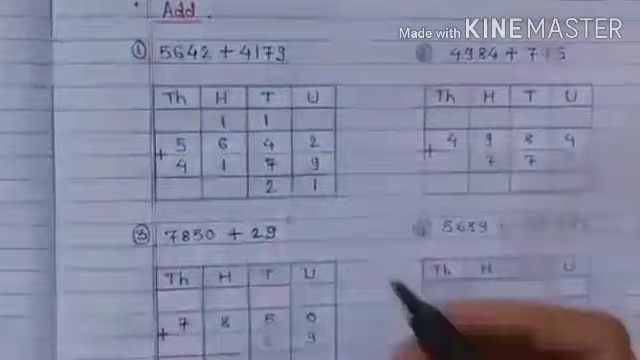 Add.
Made with KINEMASTER
① 5642 + 4179
4984 +
Th H T U
Th H T U
1 1
5 6 4 2
4 9 8 4
+ 4 1 7 9
+ 7 7
2 1
③ 7850 + 29
5689
Th H T U
Th H U
7 8 5 0
+ 9